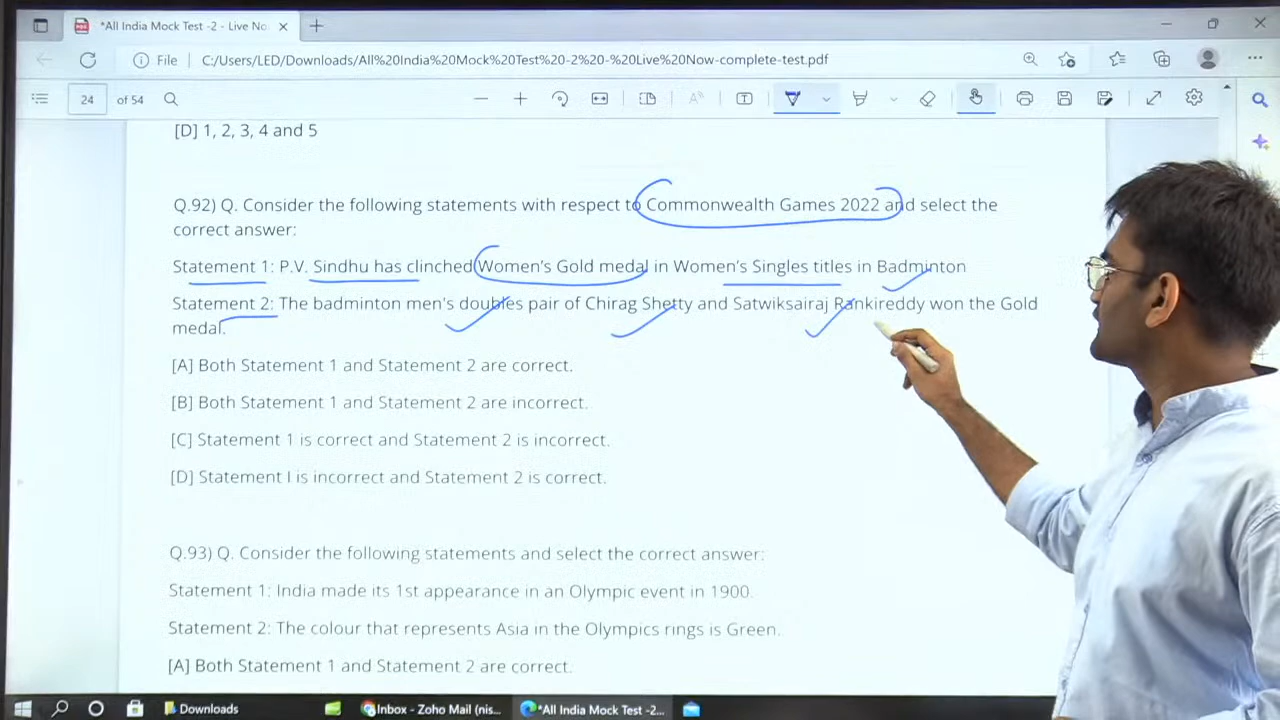 *All India Mock Test -2 - Live No
File
C:/Users/LED/Downloads/All%20India%20Mock%20Test%20-2%20-%20Live%20Now-complete-test.pdf
24 of 54
[D] 1, 2, 3, 4 and 5
Q.92) Q. Consider the following statements with respect to Commonwealth Games 2022 and select the
correct answer:
Statement 1: P.V. Sindhu has clinched Women's Gold medal in Women's Singles titles in Badminton
Statement 2: The badminton men's doubles pair of Chirag Shetty and Satwiksairaj Rankireddy won the Gold
medal.
[A] Both Statement 1 and Statement 2 are correct.
[B] Both Statement 1 and Statement 2 are incorrect.
[C] Statement 1 is correct and Statement 2 is incorrect.
[D] Statement I is incorrect and Statement 2 is correct.
Q.93) Q. Consider the following statements and select the correct answer:
Statement 1: India made its 1st appearance in an Olympic event in 1900.
Statement 2: The colour that represents Asia in the Olympics rings is Green.
[A] Both Statement 1 and Statement 2 are correct.
Downloads
Inbox - Zoho Mail (nis...
*All India Mock Test -2...